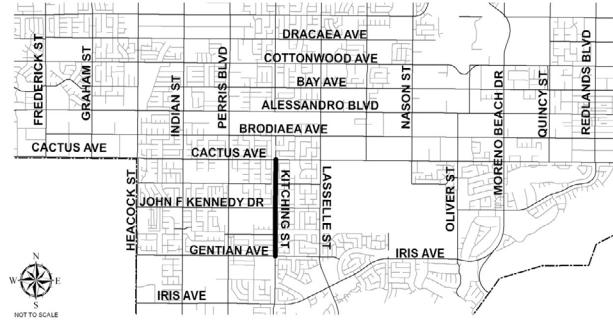 DRACAEA AVE
COTTONWOOD AVE
BAY AVE
ALESSANDRO BLVD
BRODIAEA AVE
CACTUS AVE
CACTUS AVE
JOHN F KENNEDY DR
GENTIAN AVE
IRIS AVE
IRIS AVE
FREDERICK ST
GRAHAM ST
INDIAN ST
PERRIS BLVD
NASON ST
MORENO BEACH DR
QUINCY ST
REDLANDS BLVD
HEACOCK ST
KITCHING ST
LASSELLE ST
OLIVER ST
N
W E
S
NOT TO SCALE